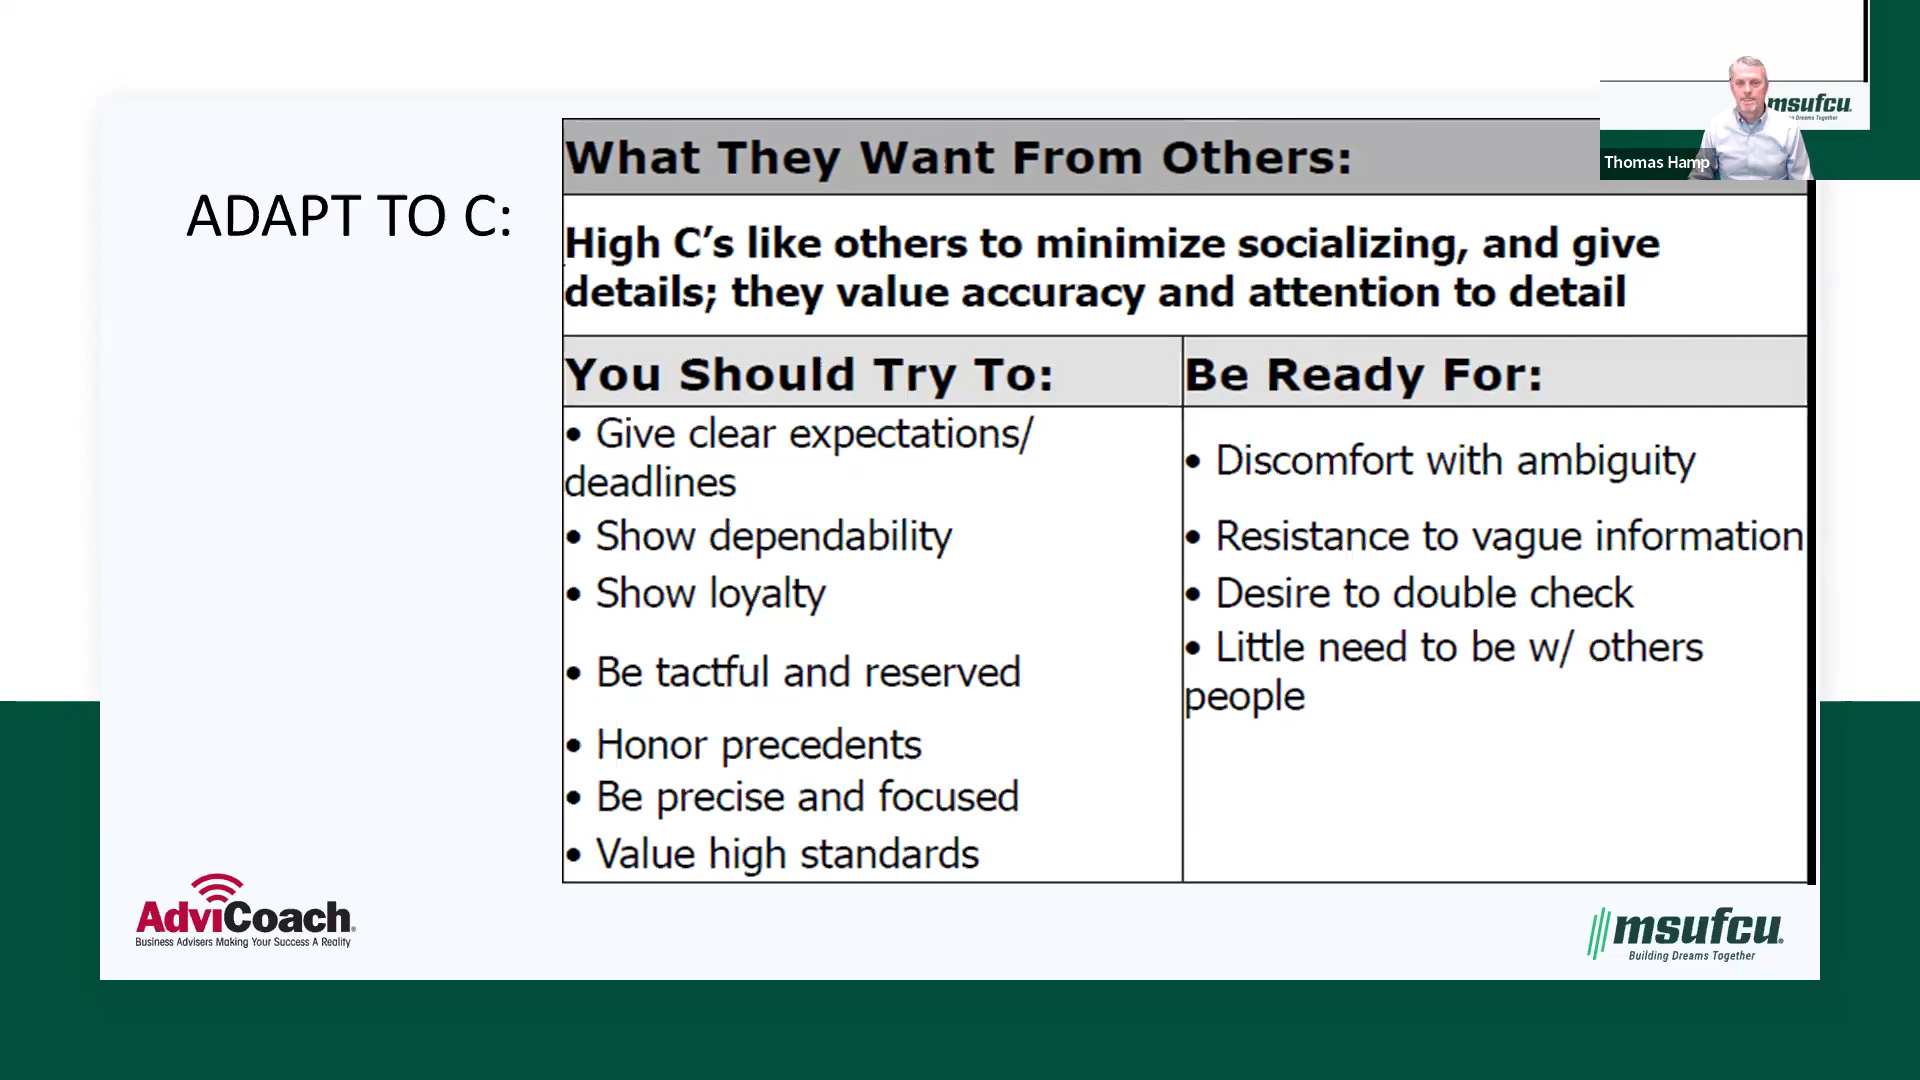 What They Want From Others:
msufcu
Dreams Together
Thomas Hamp
ADAPT TO C:
High C’s like others to minimize socializing, and give
details; they value accuracy and attention to detail
You Should Try To:
• Give clear expectations/
deadlines
• Show dependability
• Show loyalty
• Be tactful and reserved
• Honor precedents
• Be precise and focused
• Value high standards
Be Ready For:
• Discomfort with ambiguity
• Resistance to vague information
• Desire to double check
• Little need to be w/ others
people
AdviCoach®
Business Advisers Making Your Success A Reality
msufcu®
Building Dreams Together